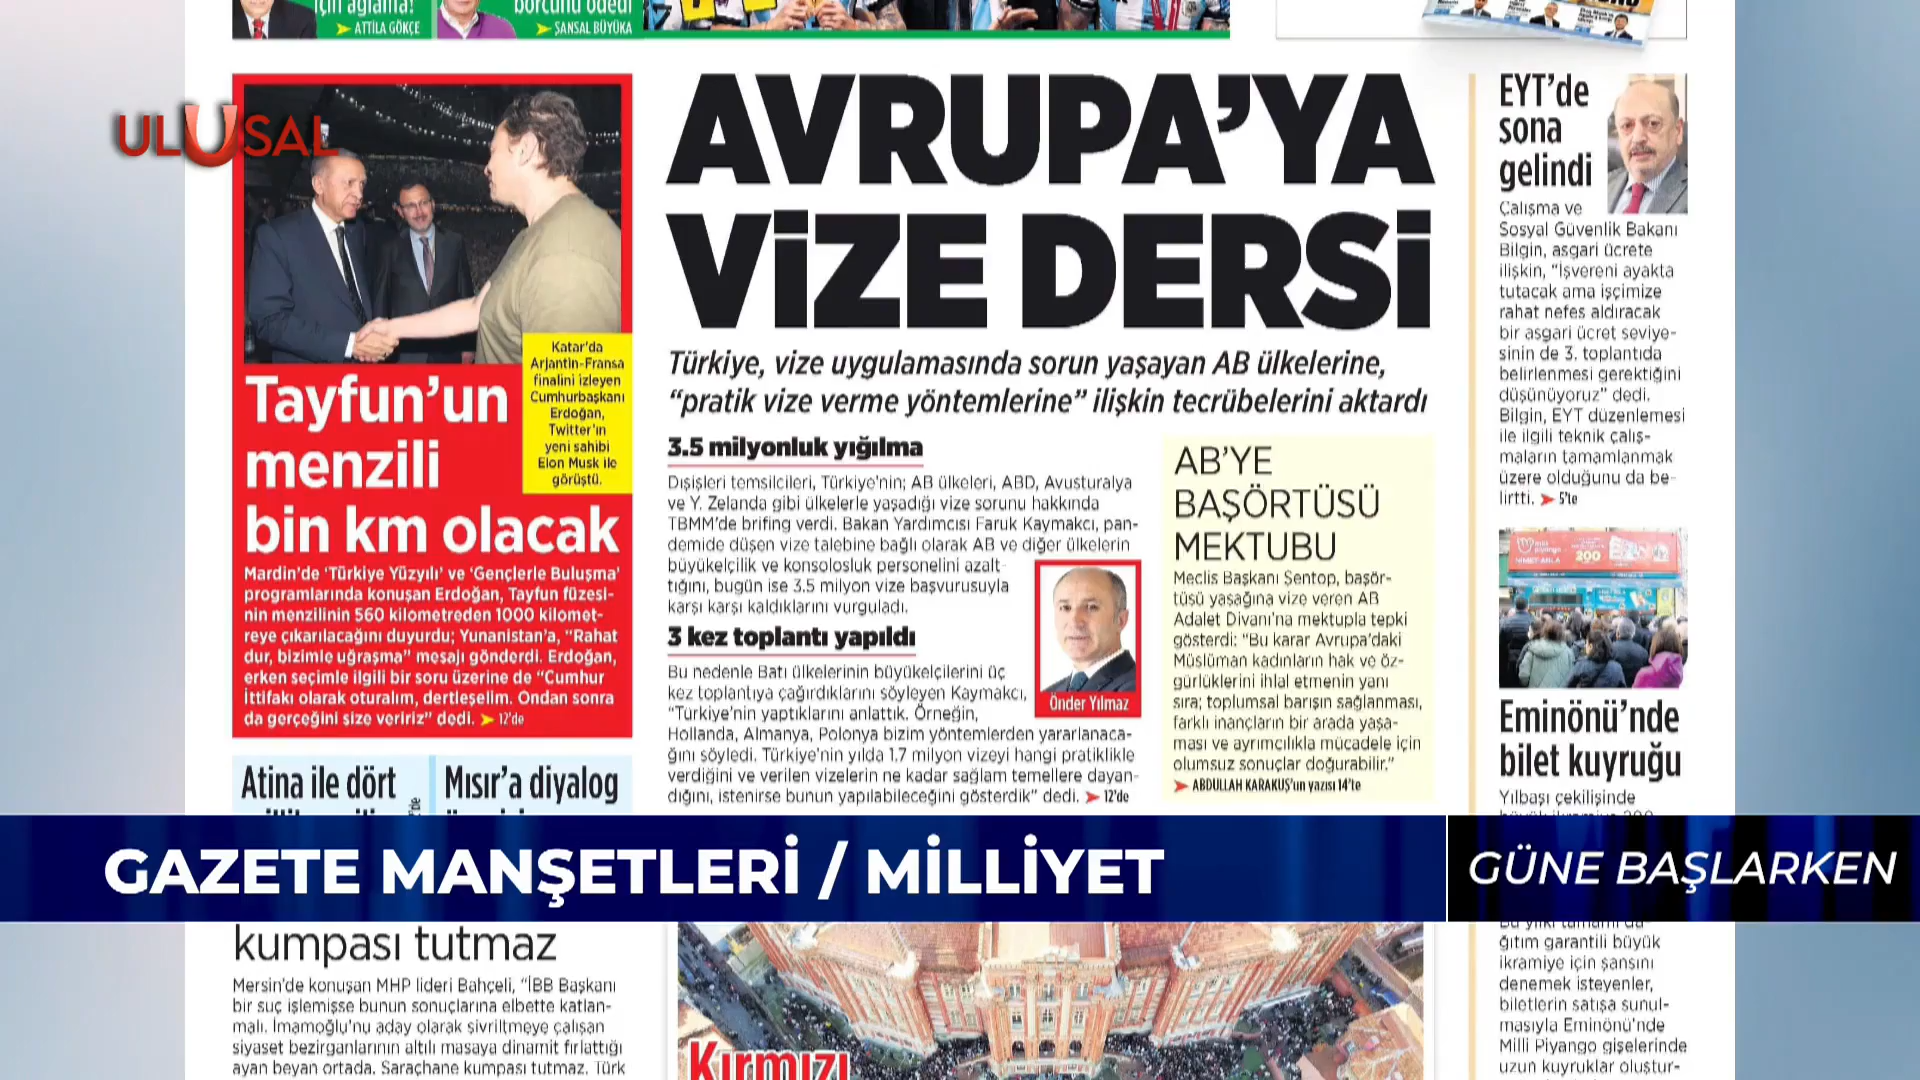 için ağlama!
ATTİLA GÖKÇE
borcunu ödedi
ŞANSAL BÜYÜKA
ULUSAL
Katar'da
Arjantin-Fransa
finalini izleyen
Cumhurbaşkanı
Erdoğan,
Twitter'ın
yeni sahibi
Elon Musk ile
görüştü.
Tayfun'un
menzili
bin km olacak
Mardin'de 'Türkiye Yüzyılı' ve 'Gençlerle Buluşma'
programlarında konuşan Erdoğan, Tayfun füzesi-
nin menzilinin 560 kilometreden 1000 kilomet-
reye çıkarılacağını duyurdu; Yunanistan'a, "Rahat
dur, bizimle uğraşma" mesajı gönderdi. Erdoğan,
erken seçimle ilgili bir soru üzerine de "Cumhur
İttifakı olarak oturalım, dertleşelim. Ondan sonra
da gerçeğini size veririz" dedi. 12'de
Atina ile dört
Mısır'a diyalog
AVRUPA'YA
VİZE DERSİ
Türkiye, vize uygulamasında sorun yaşayan AB ülkelerine,
"pratik vize verme yöntemlerine" ilişkin tecrübelerini aktardı
3.5 milyonluk yığılma
Dışişleri temsilcileri, Türkiye'nin; AB ülkeleri, ABD, Avusturalya
ve Y. Zelanda gibi ülkelerle yaşadığı vize sorunu hakkında
TBMM'de brifing verdi. Bakan Yardımcısı Faruk Kaymakcı, pan-
demide düşen vize talebine bağlı olarak AB ve diğer ülkelerin
büyükelçilik ve konsolosluk personelini azalt-
tığını, bugün ise 3.5 milyon vize başvurusuyla
karşı karşı kaldıklarını vurguladı.
3 kez toplantı yapıldı
Bu nedenle Batı ülkelerinin büyükelçilerini üç
kez toplantıya çağırdıklarını söyleyen Kaymakcı,
"Türkiye'nin yaptıklarını anlattık. Örneğin,
Hollanda, Almanya, Polonya bizim yöntemlerden yararlanaca-
ğını söyledi. Türkiye'nin yılda 1.7 milyon vizeyi hangi pratiklikle
verdiğini ve verilen vizelerin ne kadar sağlam temellere dayan-
dığını, istenirse bunun yapılabileceğini gösterdik" dedi. 12'de
Önder Yılmaz
AB'YE
BAŞÖRTÜSÜ
MEKTUBU
Meclis Başkanı Şentop, başör-
tüsü yaşağına vize veren AB
Adalet Divanı'na mektupla tepki
gösterdi: "Bu karar Avrupa'daki
Müslüman kadınların hak ve öz-
gürlüklerini ihlal etmenin yanı
sıra; toplumsal barışın sağlanması,
farklı inançların bir arada yaşa-
ması ve ayrımcılıkla mücadele için
olumsuz sonuçlar doğurabilir."
ABDULLAH KARAKUŞ'un yazısı 14'te
EYT'de
sona
gelindi
Çalışma ve
Sosyal Güvenlik Bakanı
Bilgin, asgari ücrete
ilişkin, "İşvereni ayakta
tutacak ama işçimize
rahat nefes aldıracak
bir asgari ücret seviye-
sinin de 3. toplantıda
belirlenmesi gerektiğini
düşünüyoruz" dedi.
Bilgin, EYT düzenlemesi
ile ilgili teknik çalış-
maların tamamlanmak
üzere olduğunu da be-
lirtti. 5'te
200
Eminönü'nde
bilet kuyruğu
Yılbaşı çekilişinde
GAZETE MANŞETLERİ / MİLLİYET
GÜNE BAŞLARKEN
kumpası tutmaz
Mersin'de konuşan MHP lideri Bahçeli, "İBB Başkanı
bir suç işlemişse bunun sonuçlarına elbette katlan-
malı. İmamoğlu'nu aday olarak sivriltmeye çalışan
siyaset bezirganlarının altılı masaya dinamit fırlattığı
ayan beyan ortada. Saraçhane kumpası tutmaz. Türk
Kırmızı
ğıtım garantili büyük
ikramiye için şansını
denemek isteyenler,
biletlerin satışa sunul-
masıyla Eminönü'nde
Milli Piyango gişelerinde
uzun kuyruklar oluştur-